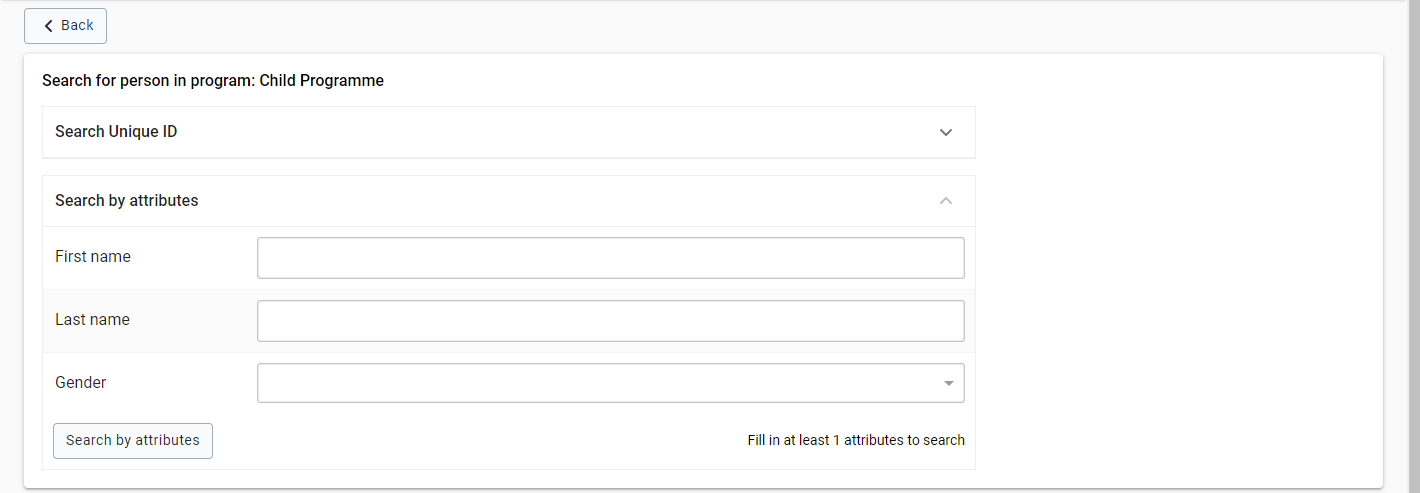 Back
Search for person in program: Child Programme
Search Unique ID
Search by attributes
First name
Last name
Gender
Search by attributes
Fill in at least 1 attributes to search